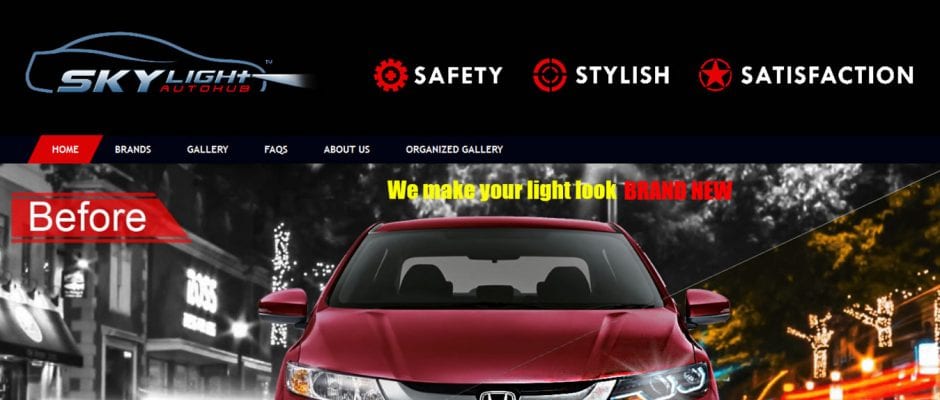 SKYLIGHT ™
AUTOHUB
SAFETY
STYLISH
SATISFACTION
HOME
BRANDS
GALLERY
FAQS
ABOUT US
ORGANIZED GALLERY
We make your light look BRAND NEW
Before
BOSS